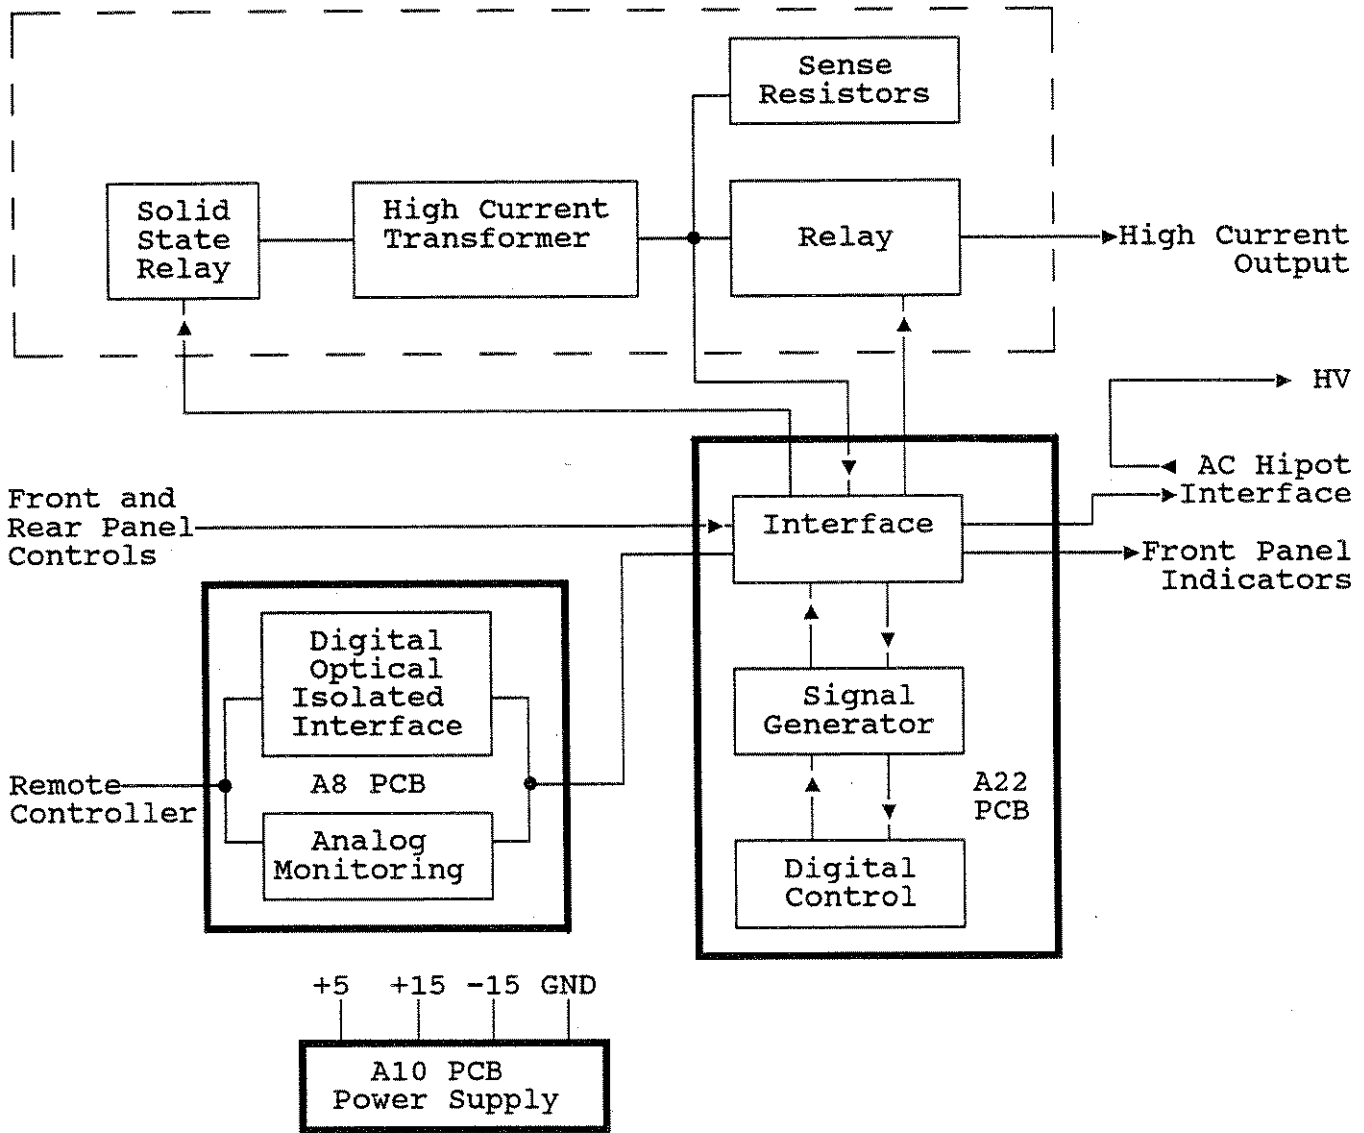 Sense
Resistors
Solid
State
Relay
High Current
Transformer
Relay
High Current
Output
HV
AC Hipot
Interface
Front and
Rear Panel
Controls
Interface
Front Panel
Indicators
Digital
Optical
Isolated
Interface
Signal
Generator
Remote
Controller
A8 PCB
A22
PCB
Analog
Monitoring
Digital
Control
+5 +15 -15 GND
A10 PCB
Power Supply